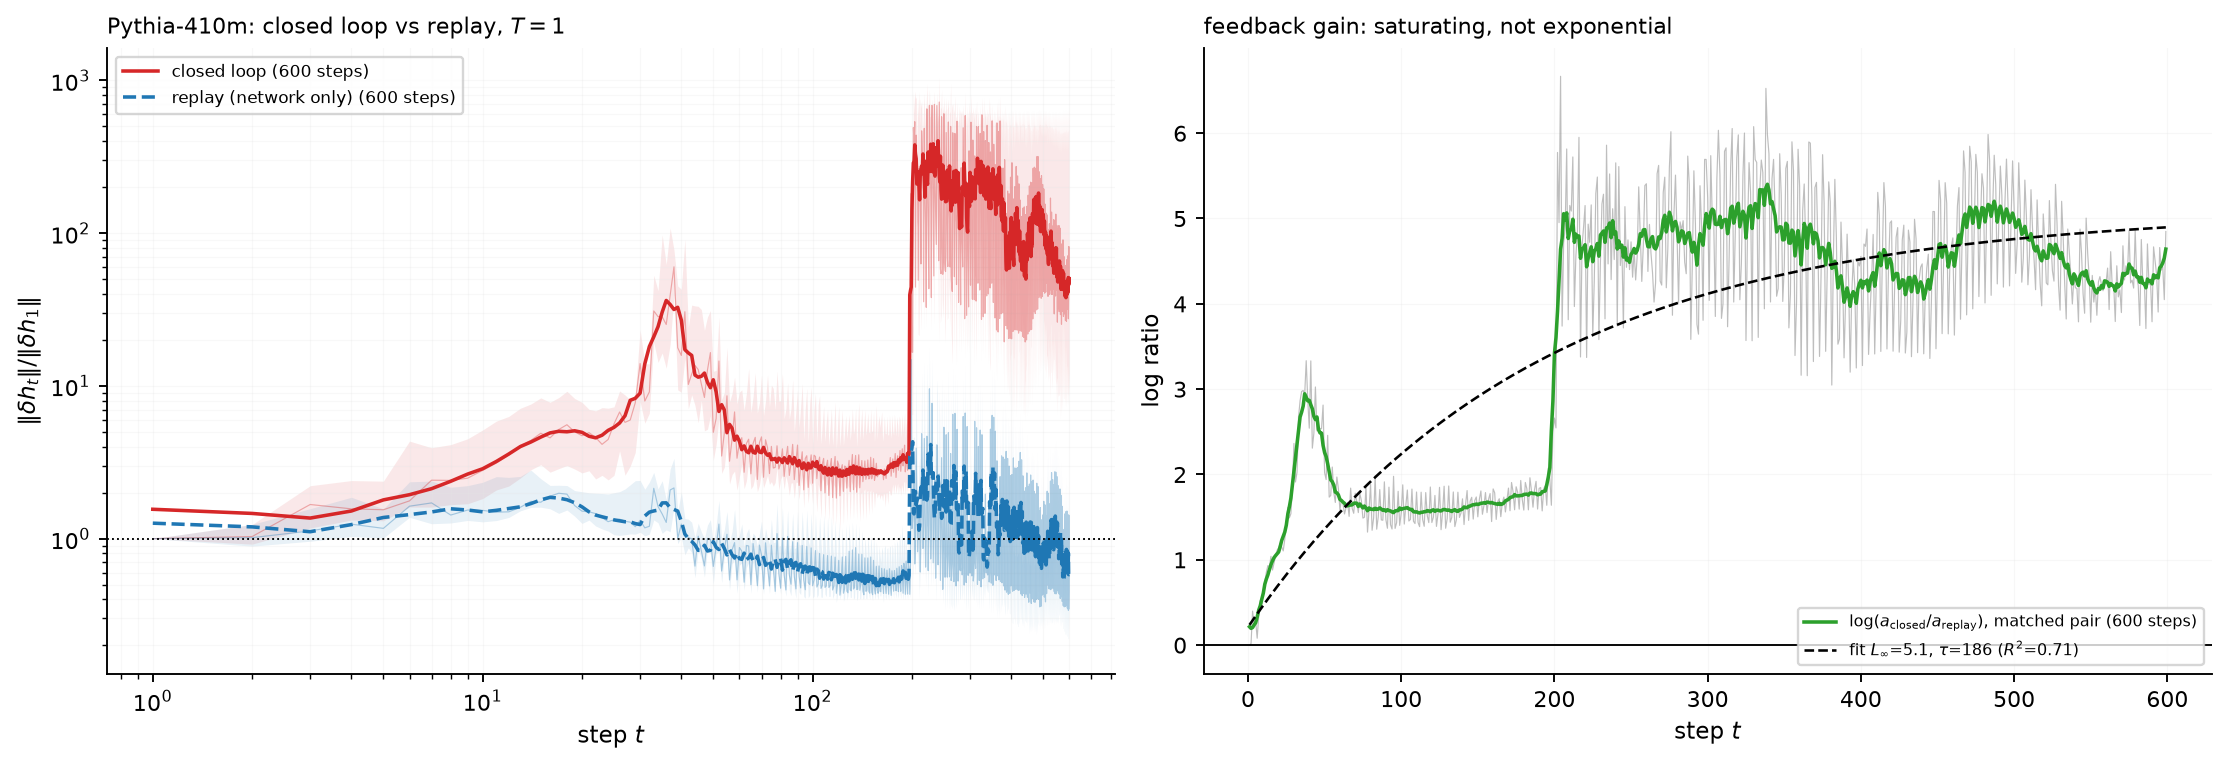 Pythia-410m: closed loop vs replay, T = 1
closed loop (600 steps)
replay (network only) (600 steps)
10³
10²
10¹
10⁰
‖δhₜ‖/‖δh₁‖
10⁰ 10¹ 10²
step t
feedback gain: saturating, not exponential
6
5
4
3
2
1
0
log ratio
log(a_closed/a_replay), matched pair (600 steps)
fit L∞=5.1, τ=186 (R²=0.71)
0 100 200 300 400 500 600
step t